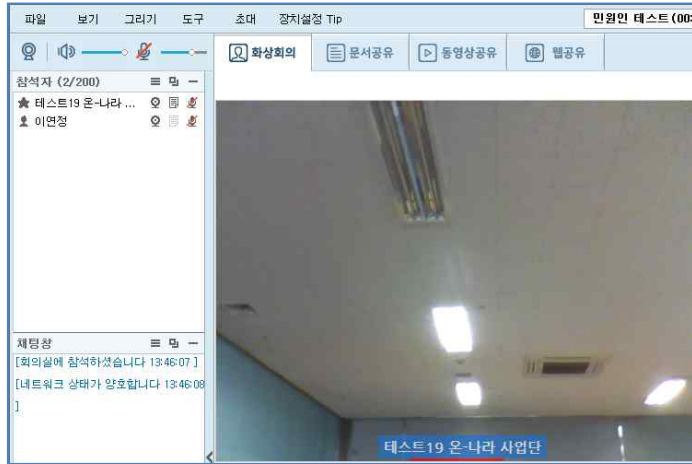 파일 보기 그리기 도구 초대 장치설정 Tip
민원인 테스트(00:
화상회의 문서공유 동영상공유 웹공유
참석자 (2/200)
테스트19 온-나라 ...
이연정
채팅창
[회의실에 참석하셨습니다 13:46:07 ]
[네트워크 상태가 양호합니다 13:46:08
]
테스트19 온-나라 사업단